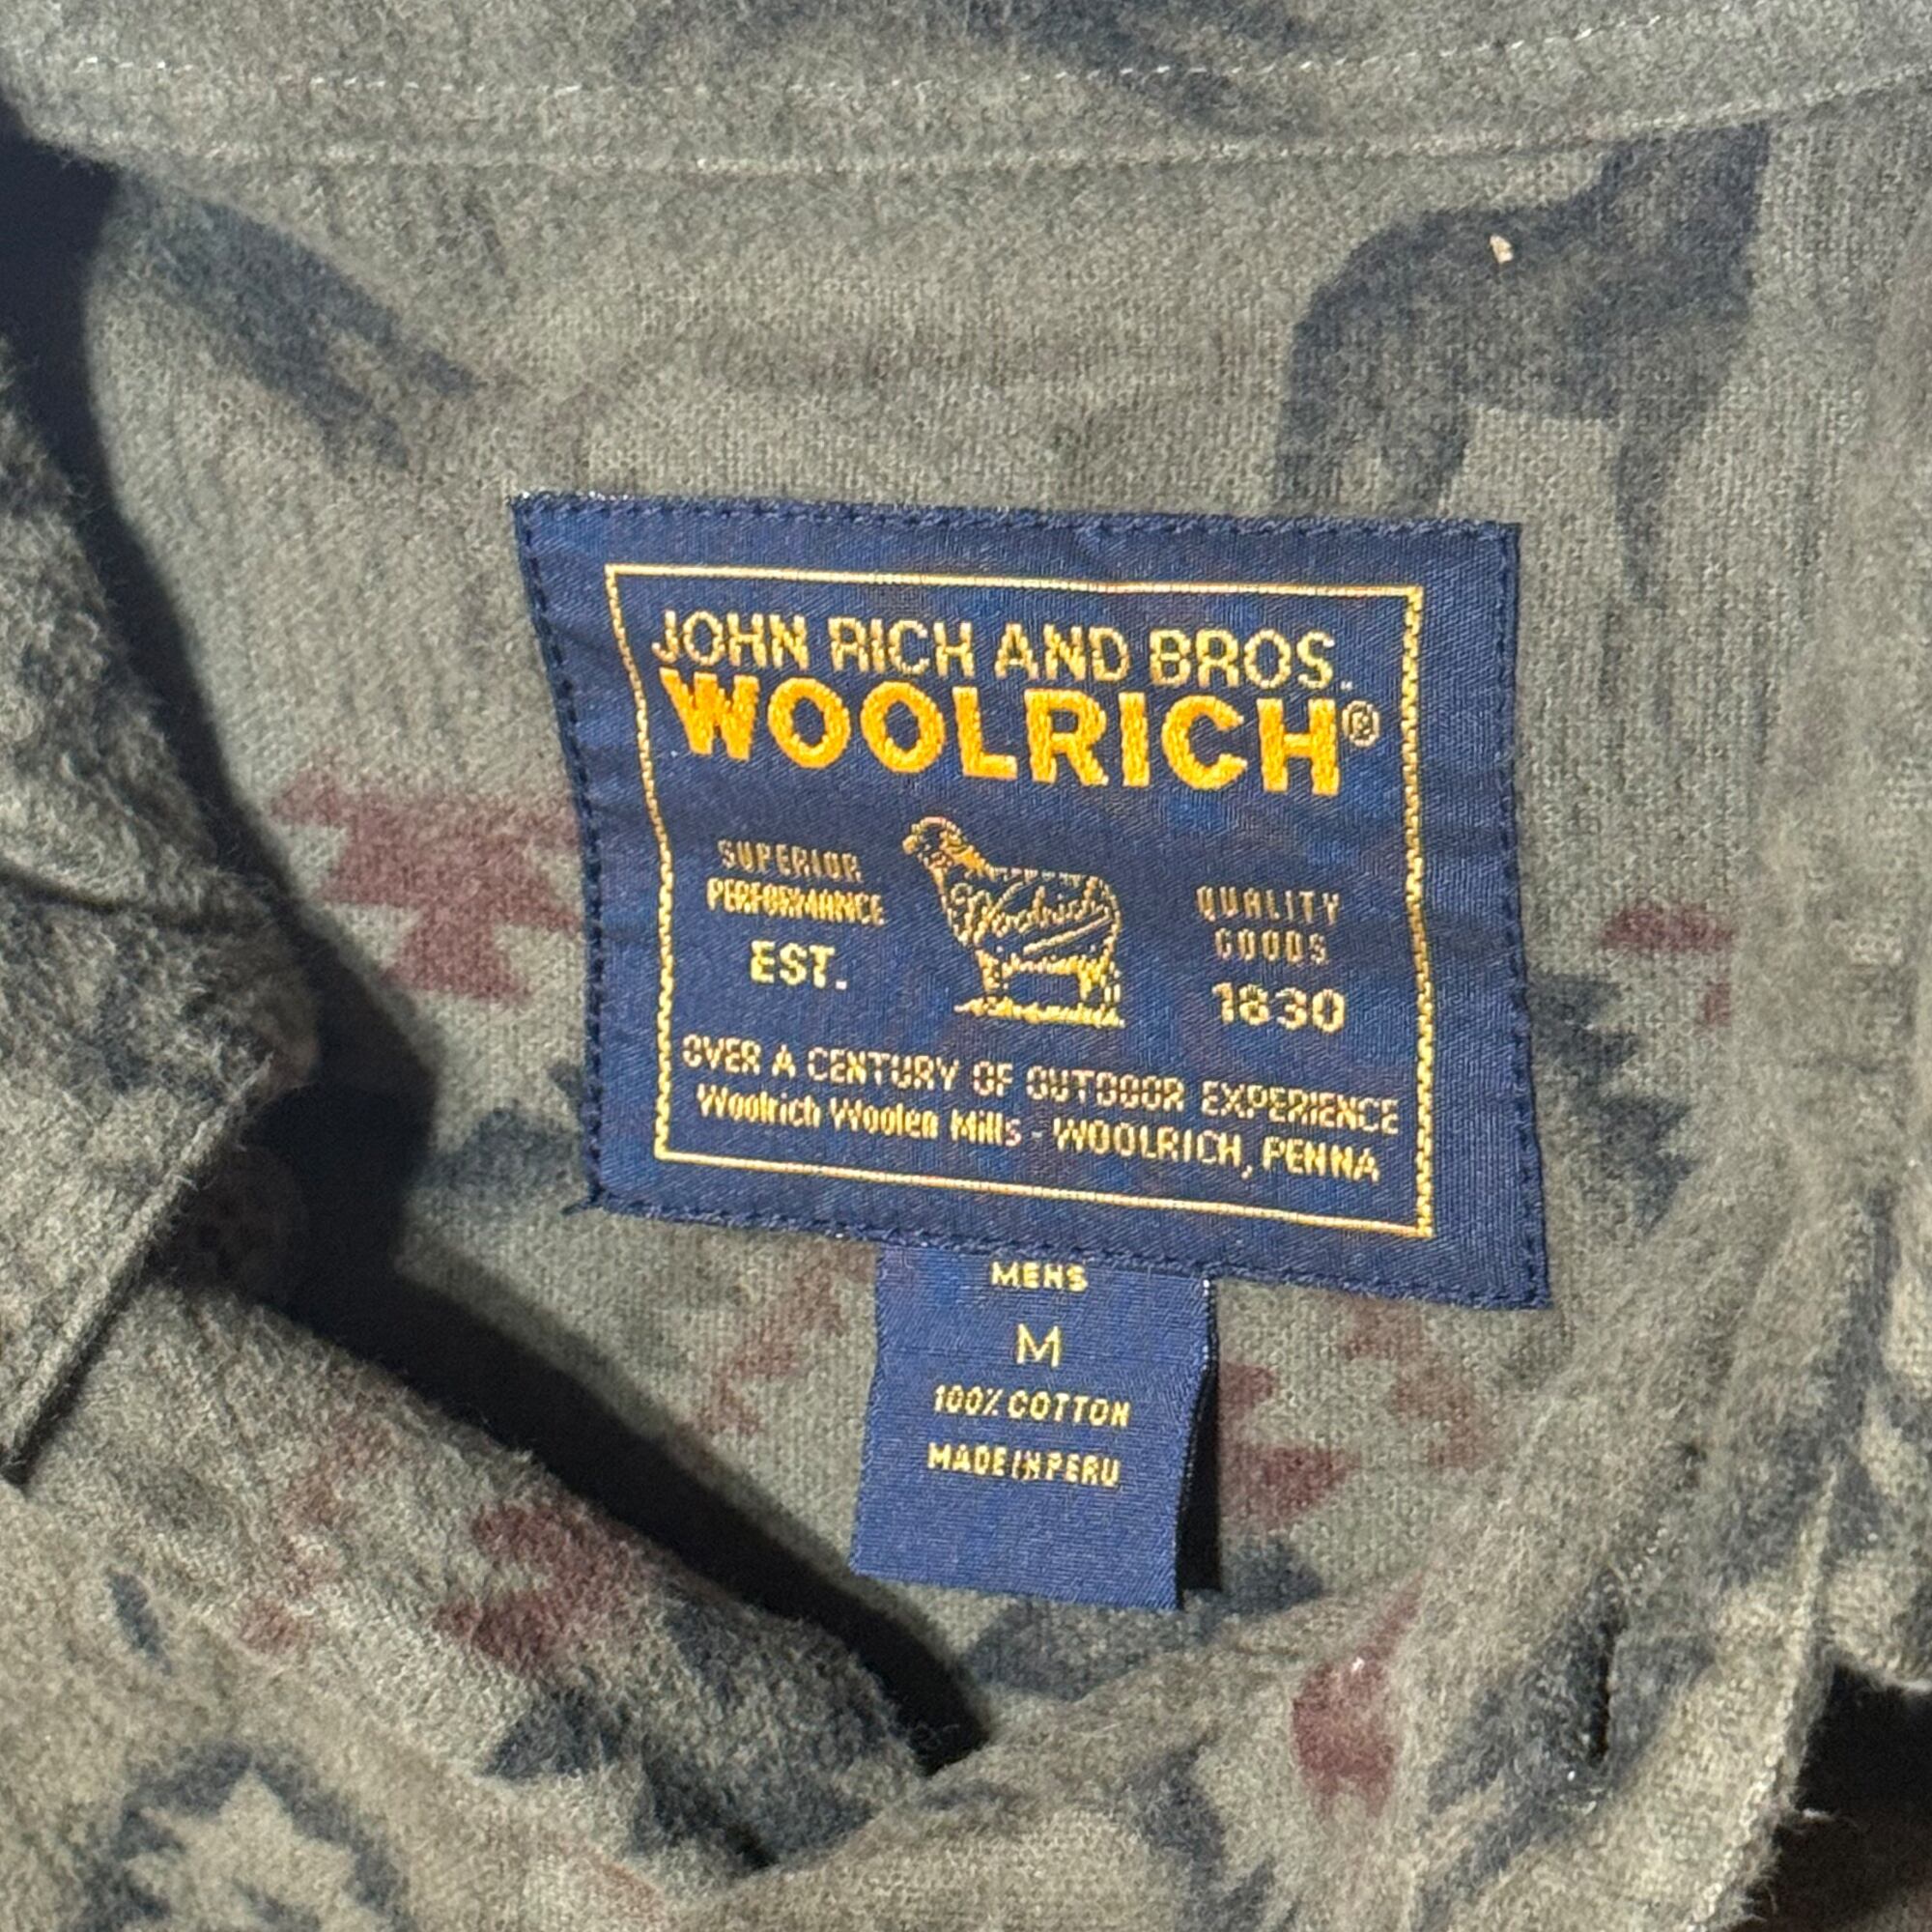 JOHN RICH AND BROS.
WOOLRICH®
SUPERIOR
PERFORMANCE
EST.
Woolrich
QUALITY
GOODS
1830
OVER A CENTURY OF OUTDOOR EXPERIENCE
Woolrich Woolen Mills - WOOLRICH, PENNA
MENS
M
100% COTTON
MADE IN PERU